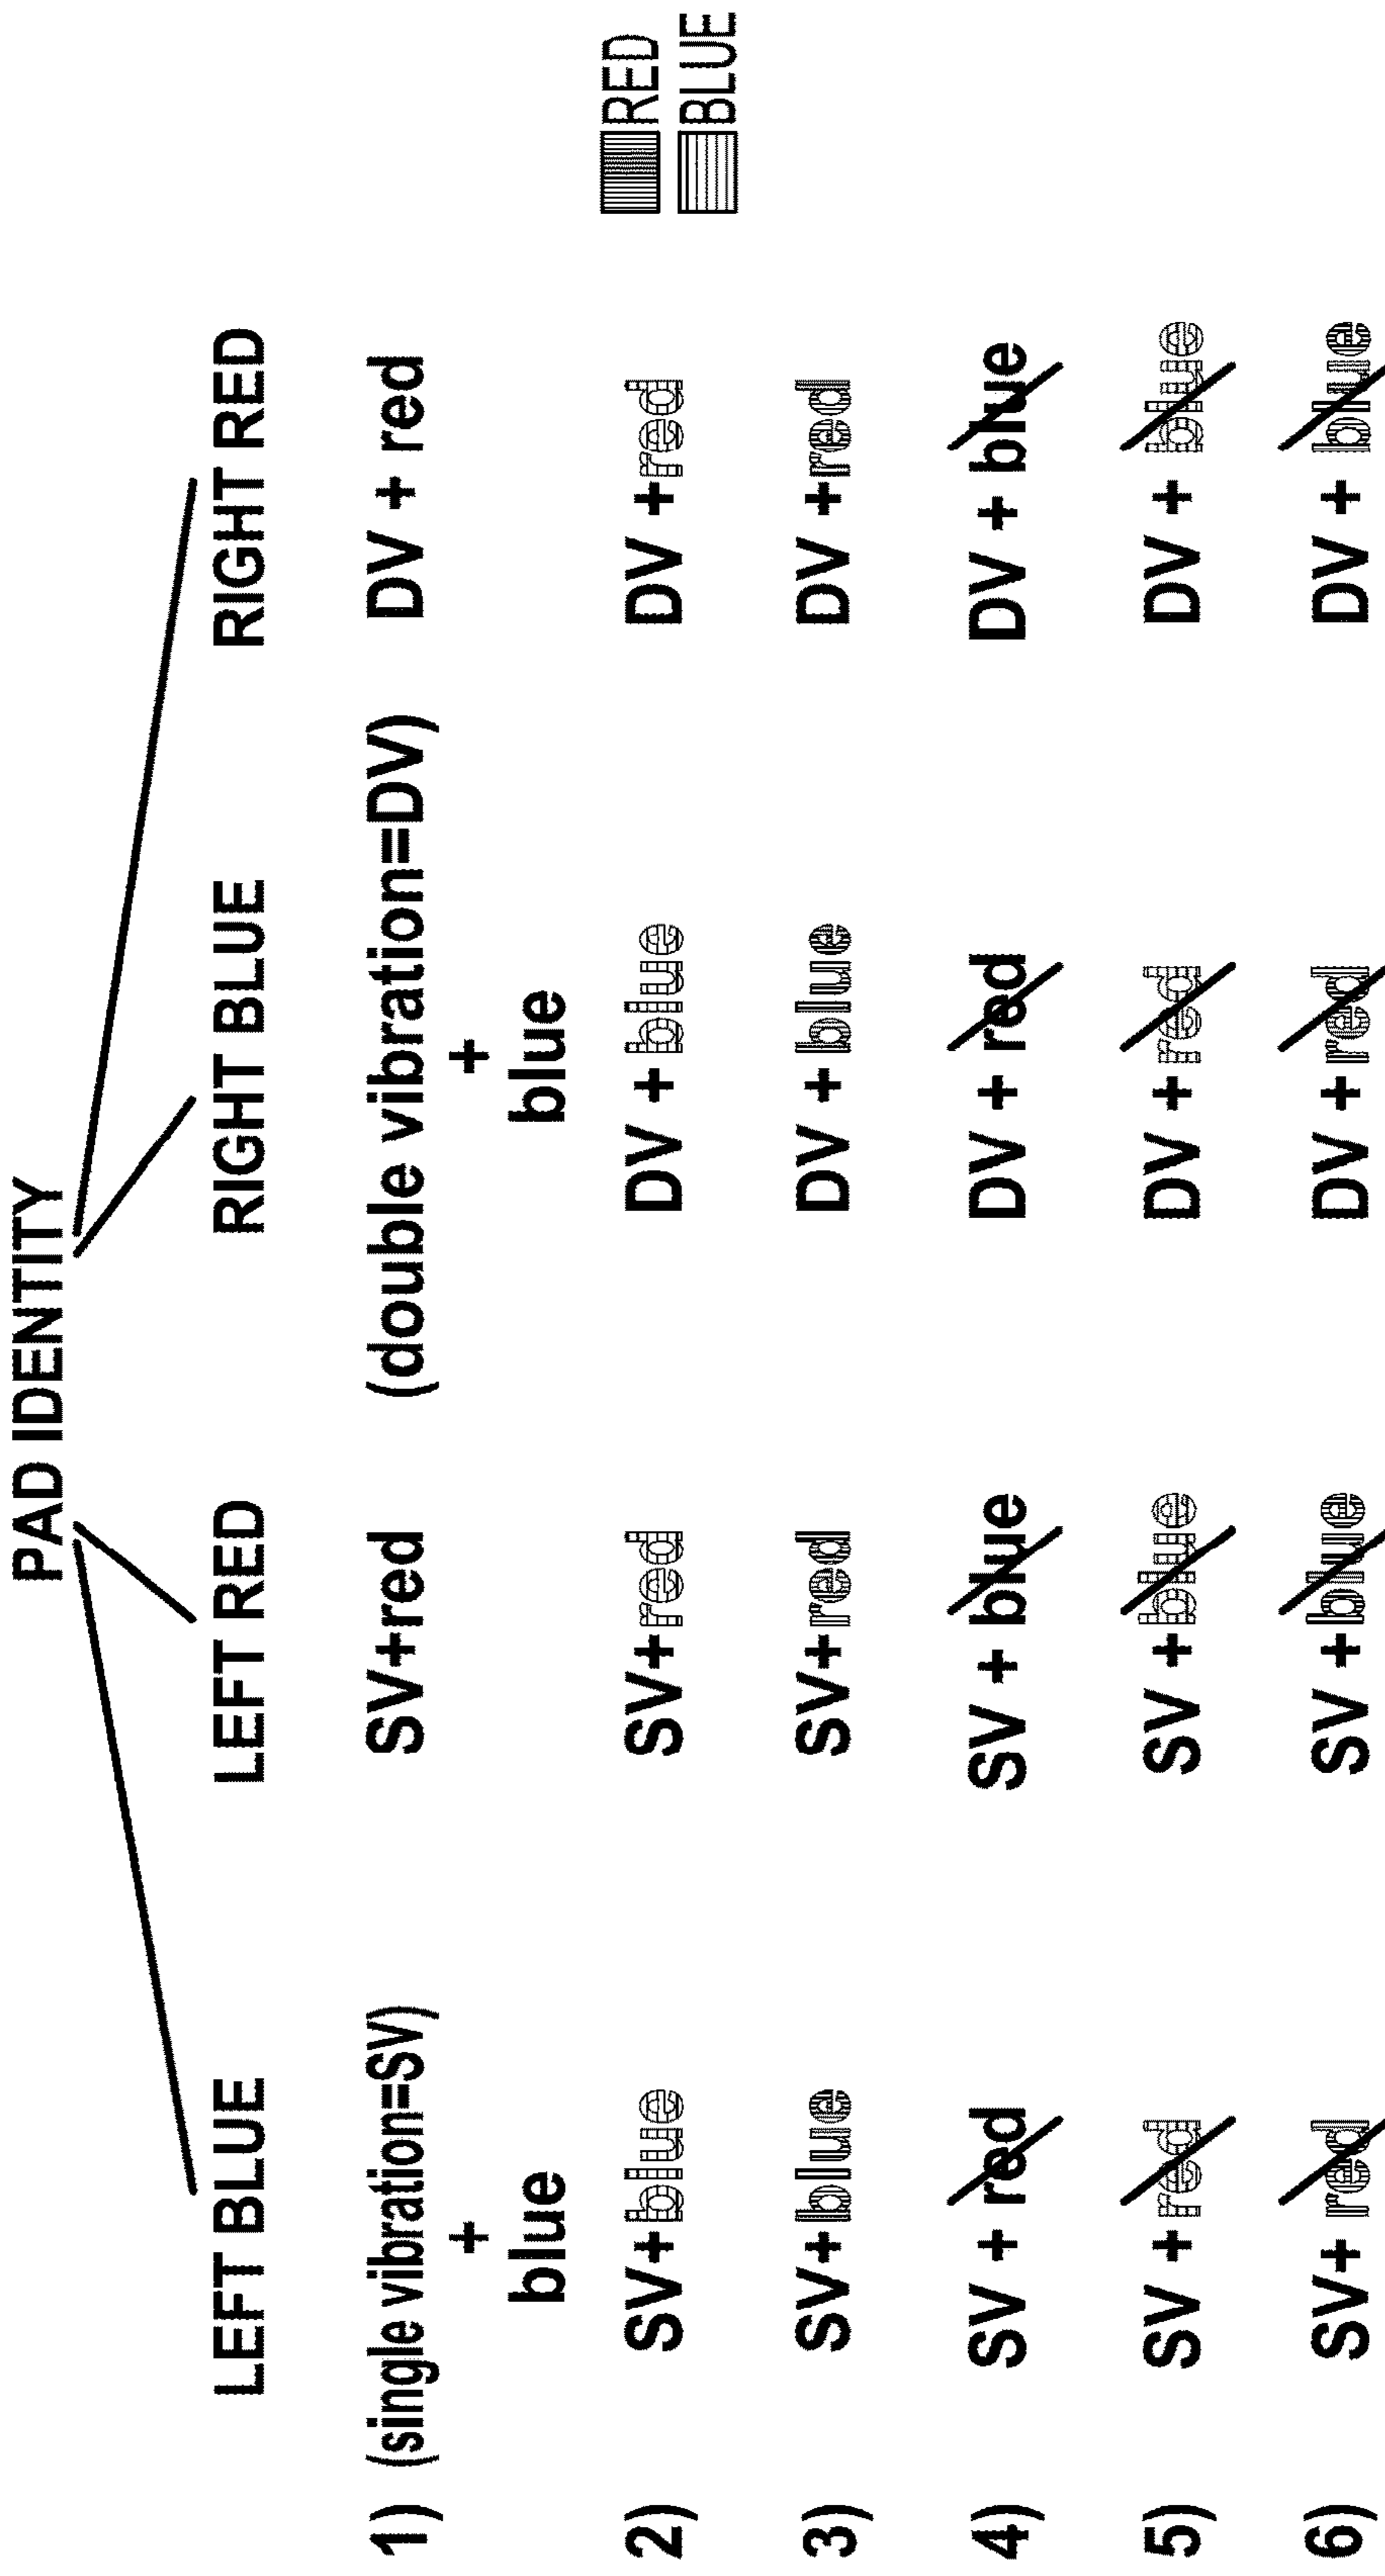 PAD IDENTITY
LEFT BLUE LEFT RED RIGHT BLUE RIGHT RED
1) (single vibration=SV) SV+red (double vibration=DV) DV + red
+ +
blue blue
RED
BLUE
2) SV+blue SV+red DV + blue DV +red
3) SV+blue SV+red DV + blue DV +red
4) SV + red SV + blue DV + red DV + blue
5) SV + red SV +blue DV + red DV + blue
6) SV+ red SV +blue DV + red DV + blue